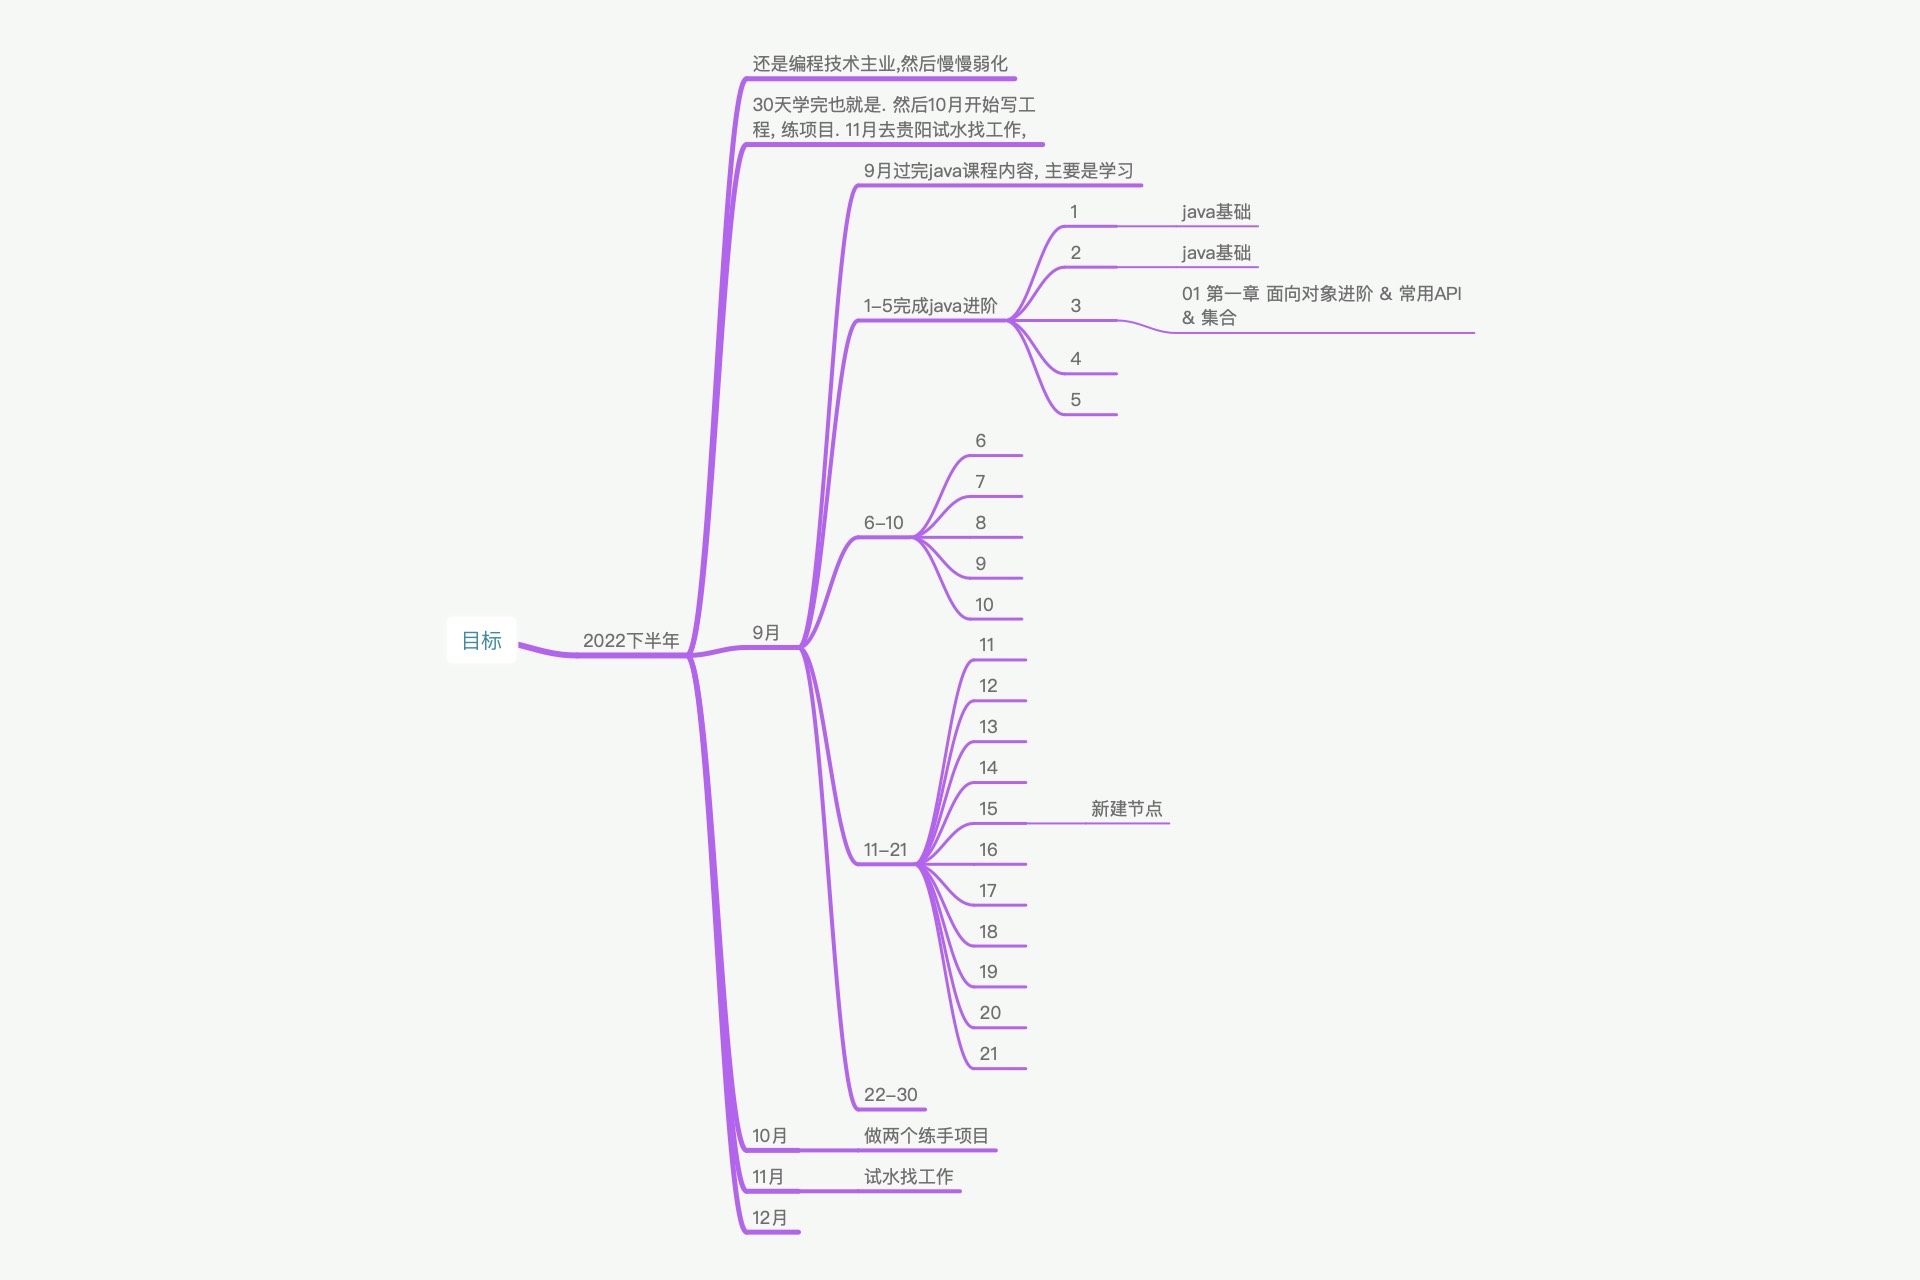 还是编程技术主业,然后慢慢弱化
30天学完也就是. 然后10月开始写工
程, 练项目. 11月去贵阳试水找工作,
9月过完java课程内容, 主要是学习
1
java基础
2
java基础
1–5完成java进阶
3
01 第一章 面向对象进阶 & 常用API
& 集合
4
5
6
7
6–10
8
9
10
目标
2022下半年
9月
11
12
13
14
15
新建节点
11–21
16
17
18
19
20
21
22–30
10月
做两个练手项目
11月
试水找工作
12月